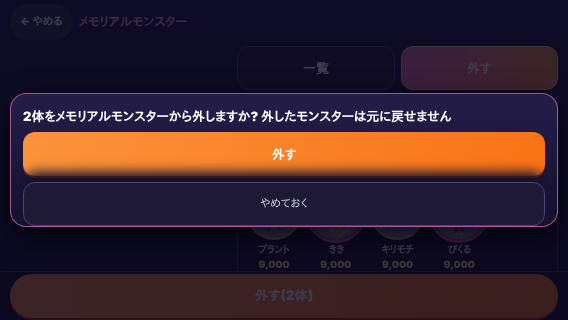 ← やめる
メモリアルモンスター
一覧
外す
2体をメモリアルモンスターから外しますか? 外したモンスターは元に戻せません
外す
やめておく
プラント きき キリモチ びくる
9,000 9,000 9,000 9,000
外す(2体)